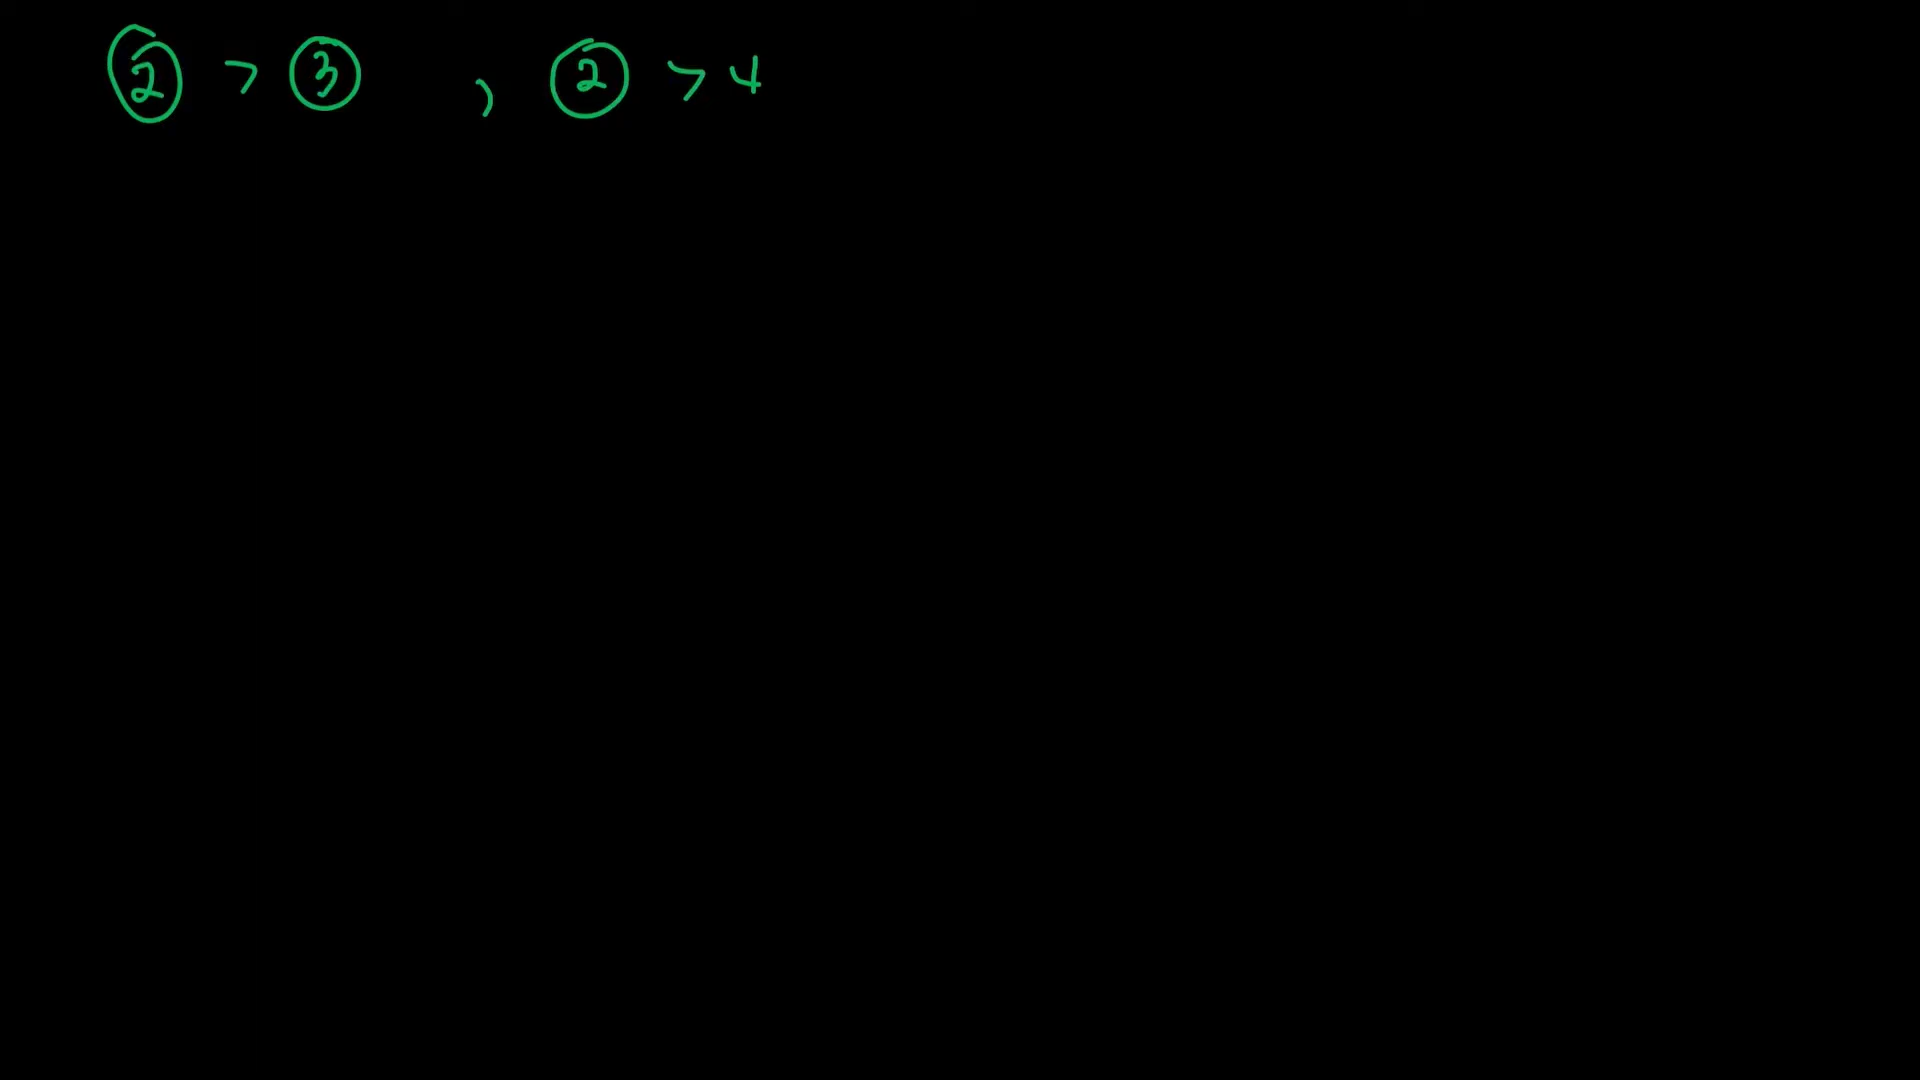 ② > ③ , ② > 4